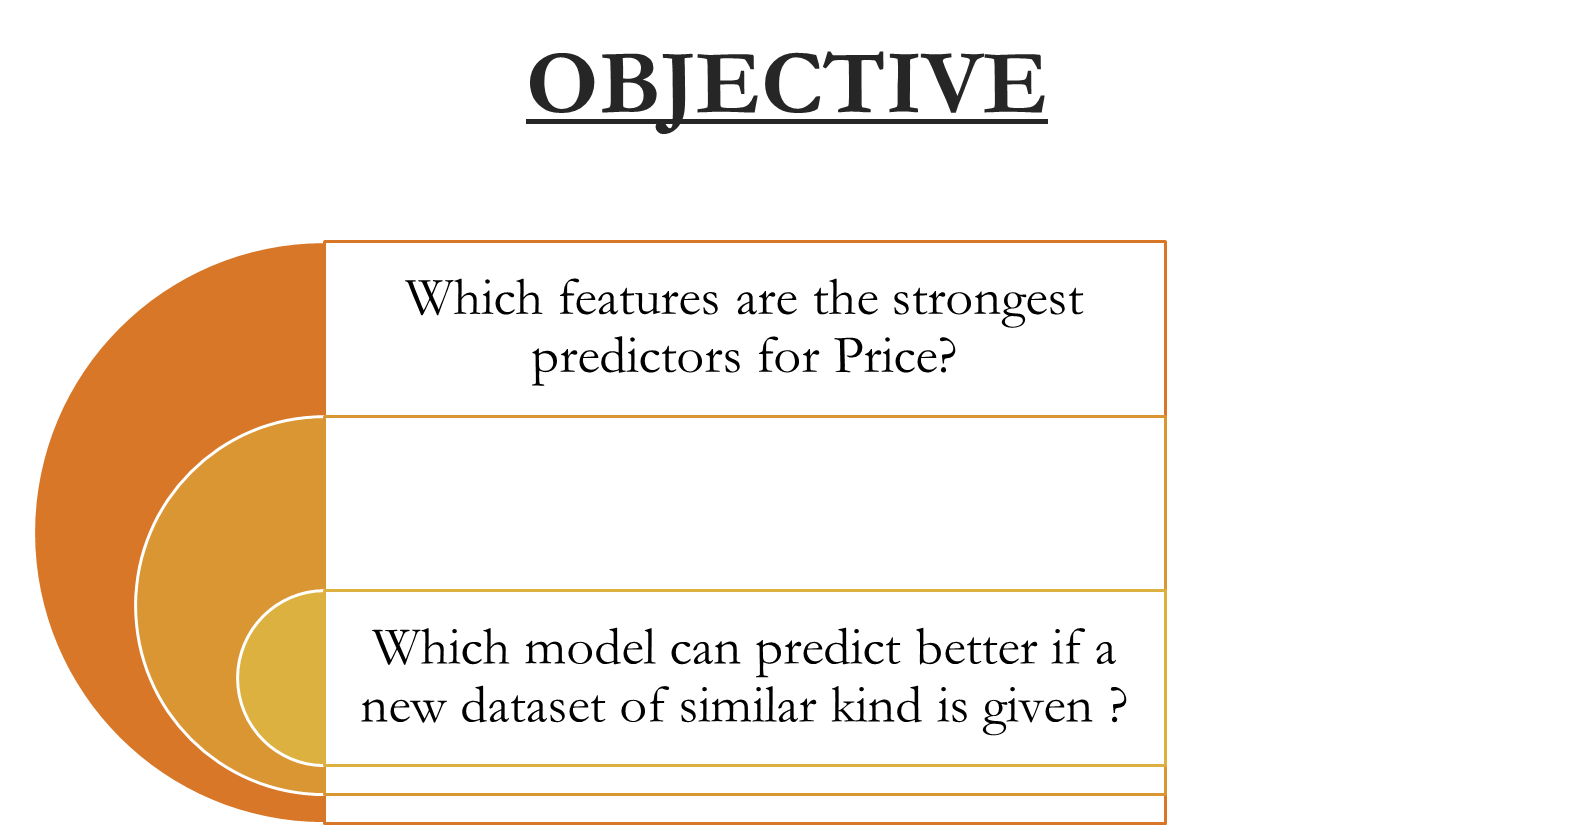 OBJECTIVE
Which features are the strongest
predictors for Price?
Which model can predict better if a
new dataset of similar kind is given ?